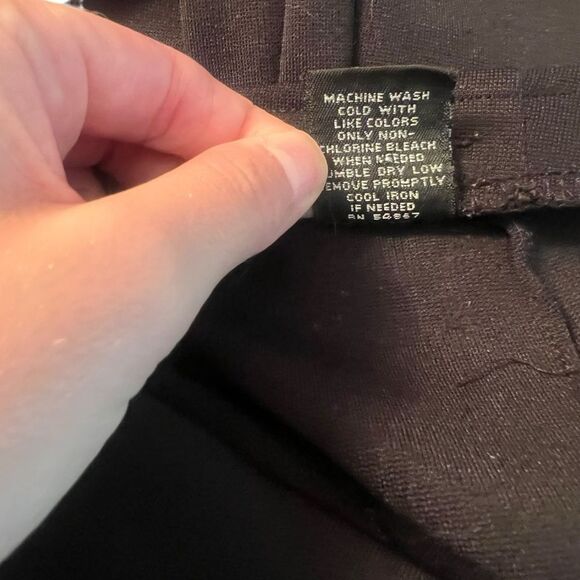 MACHINE WASH
COLD WITH
LIKE COLORS
ONLY NON-
CHLORINE BLEACH
WHEN NEEDED
UMBLE DRY LOW
EMOVE PROMPTLY
COOL IRON
IF NEEDED
RN